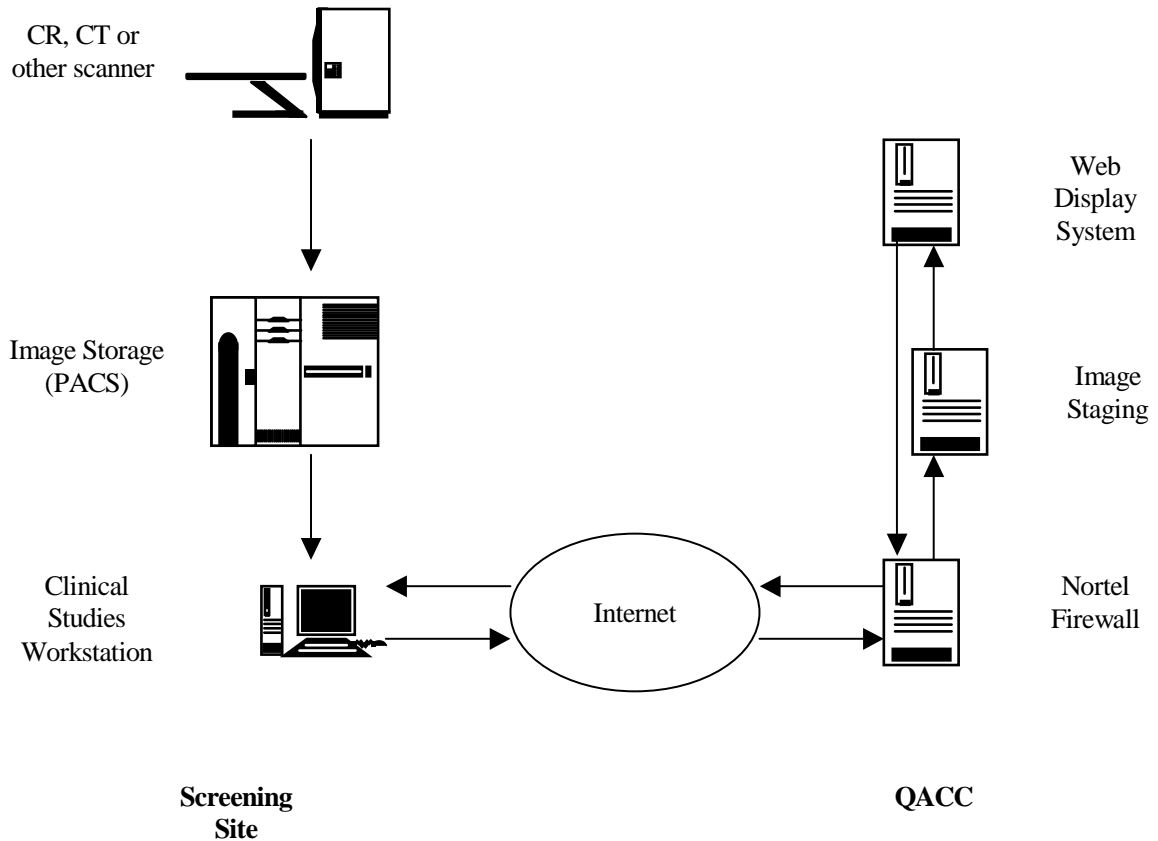 CR, CT or
other scanner
Web
Display
System
Image Storage
(PACS)
Image
Staging
Clinical
Studies
Workstation
Internet
Nortel
Firewall
Screening
Site
QACC